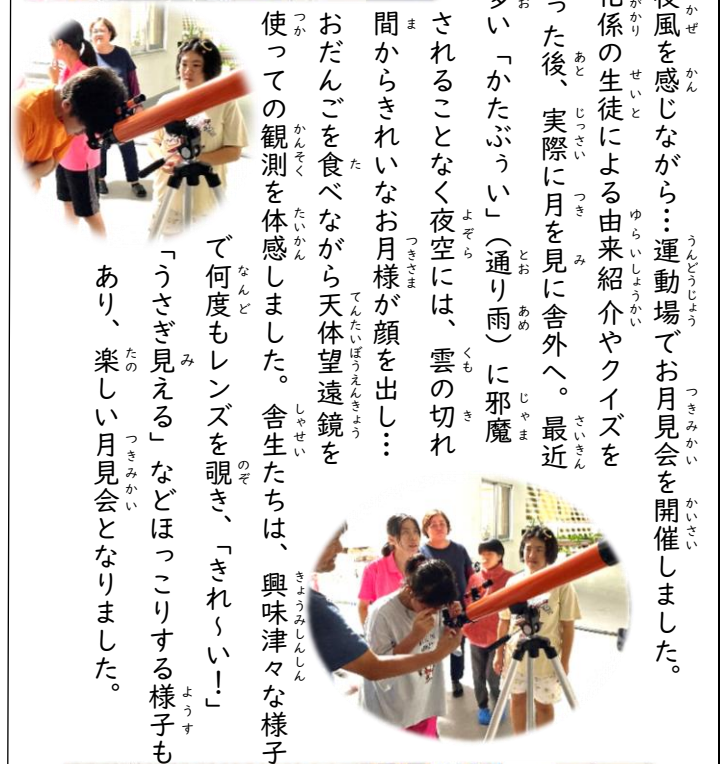 夜風を感じながら…運動場でお月見会を開催しました。
化係の生徒による由来紹介やクイズを
った後、実際に月を見に舎外へ。最近
多い「かたぶぅい」（通り雨）に邪魔
されることなく夜空には、雲の切れ
間からきれいなお月様が顔を出し…
おだんごを食べながら天体望遠鏡を
使っての観測を体感しました。舎生たちは、興味津々な様子
で何度もレンズを覗き、「きれ～い！」
「うさぎ見える」などほっこりする様子も
あり、楽しい月見会となりました。